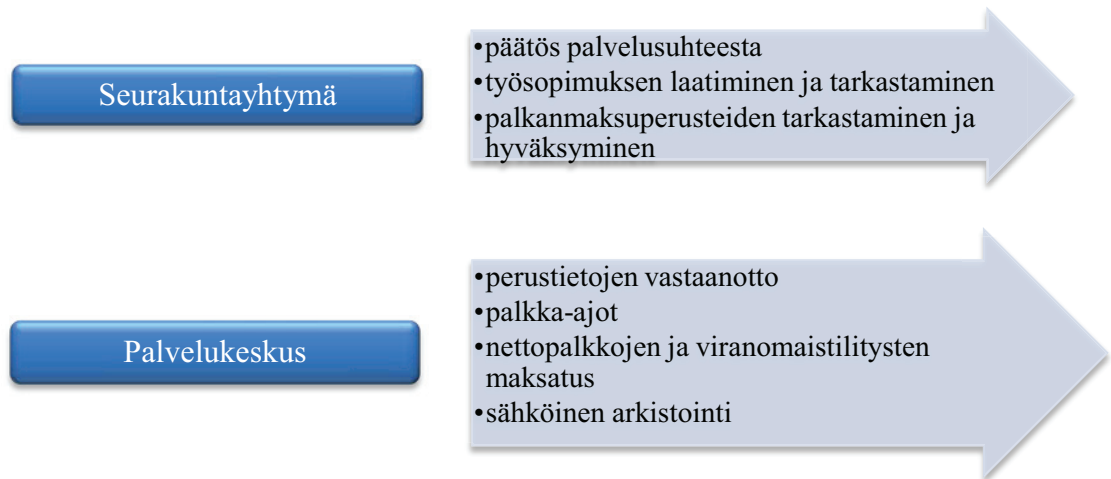 Seurakuntayhtymä
•päätös palvelusuhteesta
•työsopimuksen laatiminen ja tarkastaminen
•palkanmaksuperusteiden tarkastaminen ja
hyväksyminen
Palvelukeskus
•perustietojen vastaanotto
•palkka-ajot
•nettopalkkojen ja viranomaistilitysten
maksatus
•sähköinen arkistointi